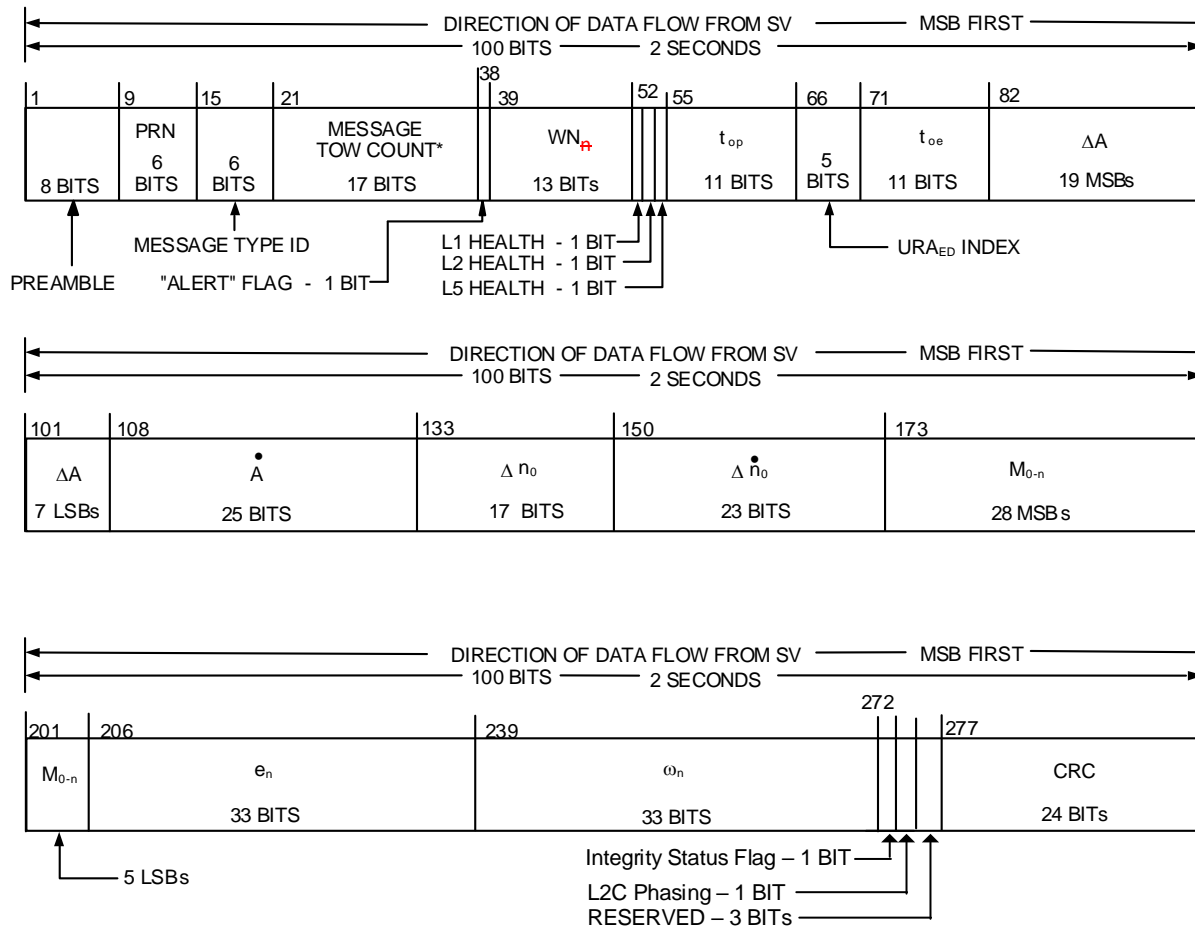 DIRECTION OF DATA FLOW FROM SV MSB FIRST
100 BITS 2 SECONDS
1 9 15 21 38 39 52 55 66 71 82
8 BITS
PRN
6
BITS
6
BITS
MESSAGE
TOW COUNT*
17 BITS
WNn
13 BITs
top
11 BITS
5
BITS
toe
11 BITS
ΔA
19 MSBs
PREAMBLE
MESSAGE TYPE ID
"ALERT" FLAG - 1 BIT
L1 HEALTH - 1 BIT
L2 HEALTH - 1 BIT
L5 HEALTH - 1 BIT
URAED INDEX
DIRECTION OF DATA FLOW FROM SV MSB FIRST
100 BITS 2 SECONDS
101 108 133 150 173
ΔA
7 LSBs
Ȧ
25 BITS
Δ n0
17 BITS
Δ ṅ0
23 BITS
M0-n
28 MSBs
DIRECTION OF DATA FLOW FROM SV MSB FIRST
100 BITS 2 SECONDS
201 206 239 272 277
M0-n
en
33 BITS
ωn
33 BITS
CRC
24 BITs
5 LSBs
Integrity Status Flag – 1 BIT
L2C Phasing – 1 BIT
RESERVED – 3 BITs